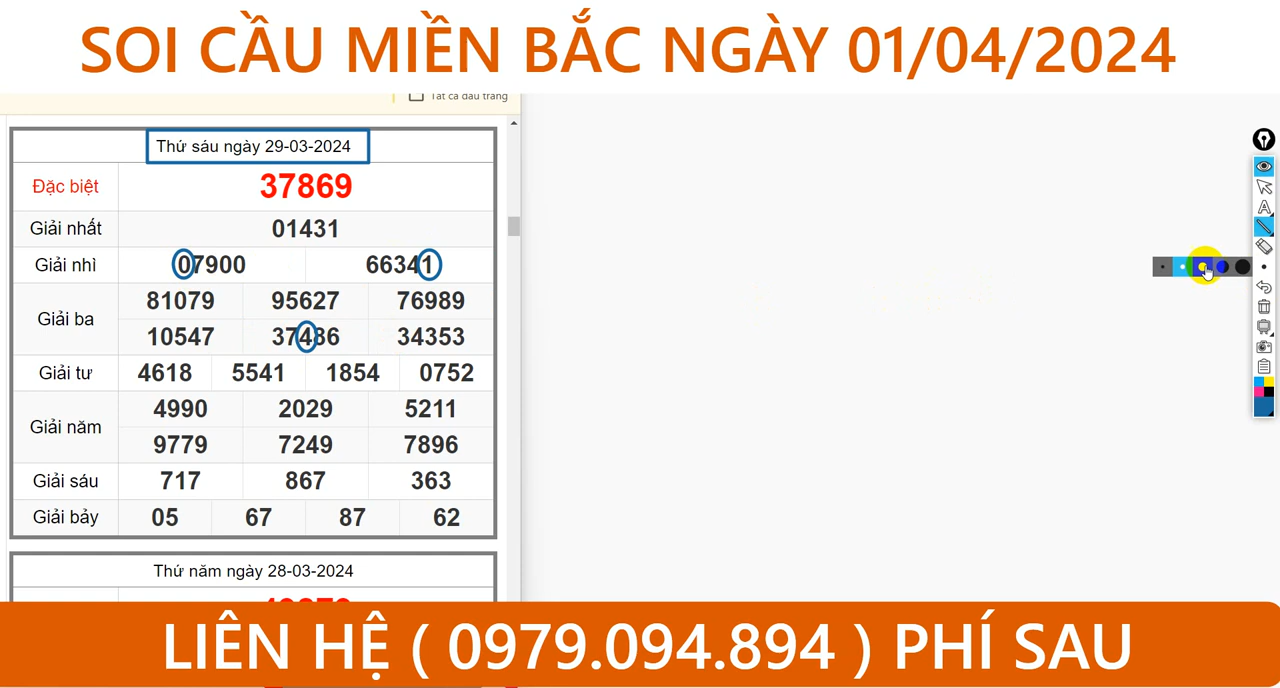 SOI CẦU MIỀN BẮC NGÀY 01/04/2024
Tất cả dấu trang
Thứ sáu ngày 29-03-2024
Đặc biệt 37869
Giải nhất 01431
Giải nhì 07900 66341
Giải ba 81079 95627 76989
10547 37486 34353
Giải tư 4618 5541 1854 0752
Giải năm 4990 2029 5211
9779 7249 7896
Giải sáu 717 867 363
Giải bảy 05 67 87 62
Thứ năm ngày 28-03-2024
LIÊN HỆ ( 0979.094.894 ) PHÍ SAU